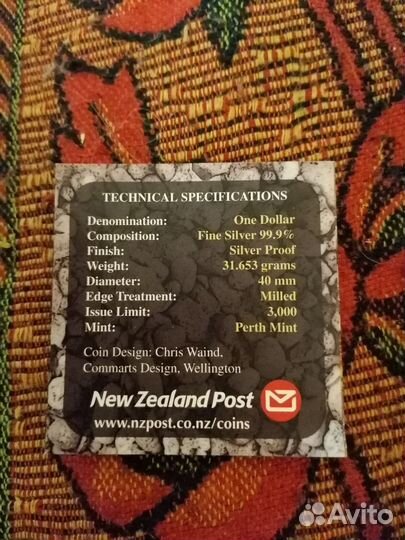 TECHNICAL SPECIFICATIONS
Denomination: One Dollar
Composition: Fine Silver 99.9%
Finish: Silver Proof
Weight: 31.653 grams
Diameter: 40 mm
Edge Treatment: Milled
Issue Limit: 3,000
Mint: Perth Mint
Coin Design: Chris Waind,
Commarts Design, Wellington
New Zealand Post
www.nzpost.co.nz/coins
Avito